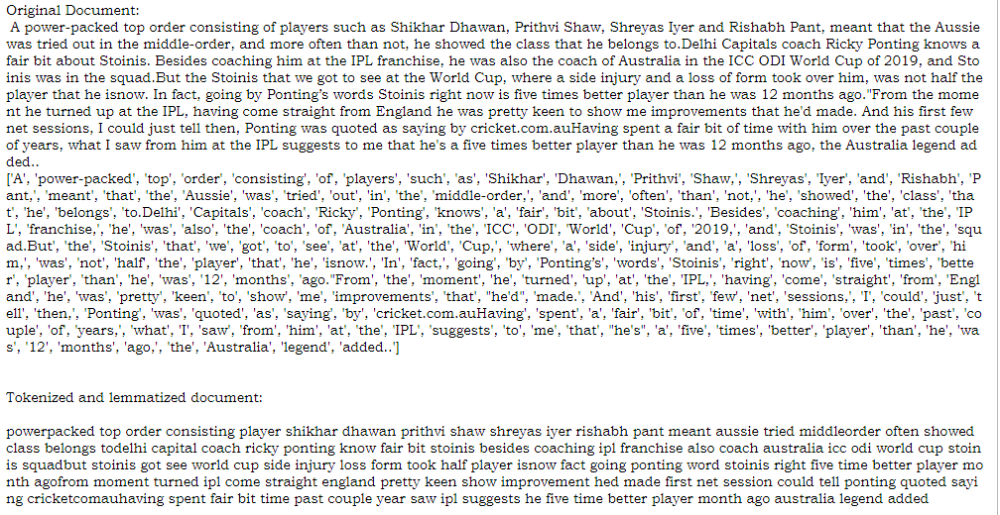 Original Document:
A power-packed top order consisting of players such as Shikhar Dhawan, Prithvi Shaw, Shreyas Iyer and Rishabh Pant, meant that the Aussie
was tried out in the middle-order, and more often than not, he showed the class that he belongs to.Delhi Capitals coach Ricky Ponting knows a
fair bit about Stoinis. Besides coaching him at the IPL franchise, he was also the coach of Australia in the ICC ODI World Cup of 2019, and Sto
inis was in the squad.But the Stoinis that we got to see at the World Cup, where a side injury and a loss of form took over him, was not half the
player that he isnow. In fact, going by Ponting’s words Stoinis right now is five times better player than he was 12 months ago."From the mome
nt he turned up at the IPL, having come straight from England he was pretty keen to show me improvements that he'd made. And his first few
net sessions, I could just tell then, Ponting was quoted as saying by cricket.com.auHaving spent a fair bit of time with him over the past couple
of years, what I saw from him at the IPL suggests to me that he's a five times better player than he was 12 months ago, the Australia legend ad
ded..
['A', 'power-packed', 'top', 'order', 'consisting', 'of', 'players', 'such', 'as', 'Shikhar', 'Dhawan,', 'Prithvi', 'Shaw,', 'Shreyas', 'Iyer', 'and', 'Rishabh', 'P
ant,', 'meant', 'that', 'the', 'Aussie', 'was', 'tried', 'out', 'in', 'the', 'middle-order,', 'and', 'more', 'often', 'than', 'not,', 'he', 'showed', 'the', 'class', 'tha
t', 'he', 'belongs', 'to.Delhi', 'Capitals', 'coach', 'Ricky', 'Ponting', 'knows', 'a', 'fair', 'bit', 'about', 'Stoinis.', 'Besides', 'coaching', 'him', 'at', 'the', 'IP
L', 'franchise,', 'he', 'was', 'also', 'the', 'coach', 'of', 'Australia', 'in', 'the', 'ICC', 'ODI', 'World', 'Cup', 'of', '2019,', 'and', 'Stoinis', 'was', 'in', 'the', 'squ
ad.But', 'the', 'Stoinis', 'that', 'we', 'got', 'to', 'see', 'at', 'the', 'World', 'Cup,', 'where', 'a', 'side', 'injury', 'and', 'a', 'loss', 'of', 'form', 'took', 'over', 'hi
m,', 'was', 'not', 'half', 'the', 'player', 'that', 'he', 'isnow.', 'In', 'fact,', 'going', 'by', 'Ponting’s', 'words', 'Stoinis', 'right', 'now', 'is', 'five', 'times', 'bette
r', 'player', 'than', 'he', 'was', '12', 'months', 'ago."From', 'the', 'moment', 'he', 'turned', 'up', 'at', 'the', 'IPL,', 'having', 'come', 'straight', 'from', 'Engl
and', 'he', 'was', 'pretty', 'keen', 'to', 'show', 'me', 'improvements', 'that', "he'd", 'made.', 'And', 'his', 'first', 'few', 'net', 'sessions,', 'I', 'could', 'just', 't
ell', 'then,', 'Ponting', 'was', 'quoted', 'as', 'saying', 'by', 'cricket.com.auHaving', 'spent', 'a', 'fair', 'bit', 'of', 'time', 'with', 'him', 'over', 'the', 'past', 'co
uple', 'of', 'years,', 'what', 'I', 'saw', 'from', 'him', 'at', 'the', 'IPL', 'suggests', 'to', 'me', 'that', "he's", 'a', 'five', 'times', 'better', 'player', 'than', 'he', 'wa
s', '12', 'months', 'ago,', 'the', 'Australia', 'legend', 'added..']
Tokenized and lemmatized document:
powerpacked top order consisting player shikhar dhawan prithvi shaw shreyas iyer rishabh pant meant aussie tried middleorder often showed
class belongs todelhi capital coach ricky ponting know fair bit stoinis besides coaching ipl franchise also coach australia icc odi world cup stoin
is squadbut stoinis got see world cup side injury loss form took half player isnow fact going ponting word stoinis right five time better player mo
nth agofrom moment turned ipl come straight england pretty keen show improvement hed made first net session could tell ponting quoted sayi
ng cricketcomauhaving spent fair bit time past couple year saw ipl suggests he five time better player month ago australia legend added